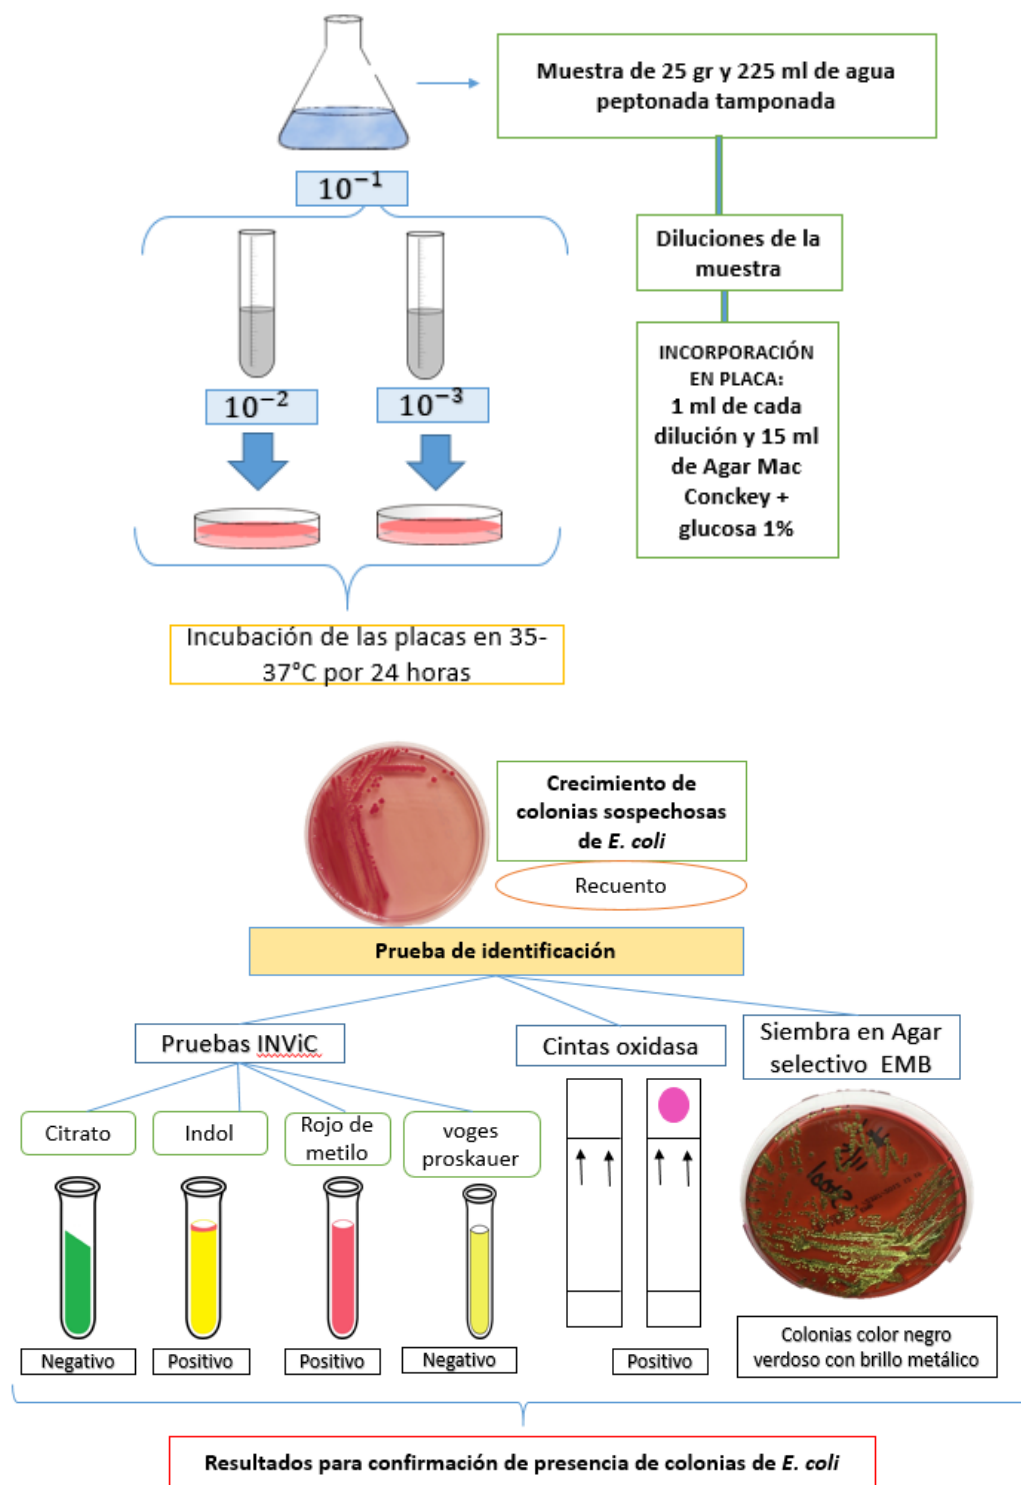 Muestra de 25 gr y 225 ml de agua
peptonada tamponada
10⁻¹
Diluciones de la
muestra
10⁻²
10⁻³
INCORPORACIÓN
EN PLACA:
1 ml de cada
dilución y 15 ml
de Agar Mac
Conckey +
glucosa 1%
Incubación de las placas en 35-
37°C por 24 horas
Crecimiento de
colonias sospechosas
de E. coli
Recuento
Prueba de identificación
Pruebas INViC
Cintas oxidasa
Siembra en Agar
selectivo EMB
Citrato
Indol
Rojo de
metilo
voges
proskauer
Negativo
Positivo
Positivo
Negativo
Positivo
Colonias color negro
verdoso con brillo metálico
Resultados para confirmación de presencia de colonias de E. coli